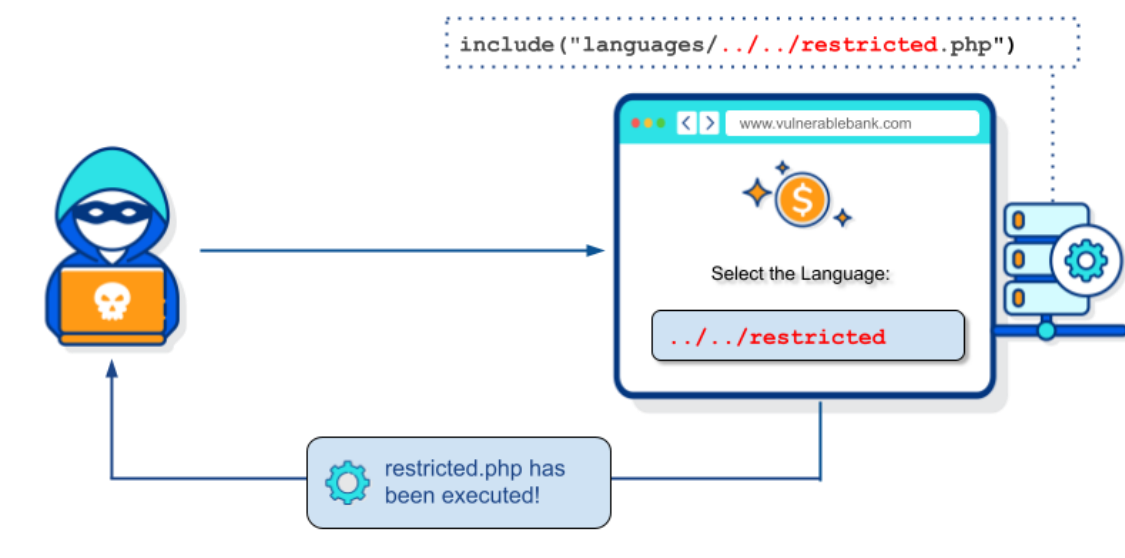 include("languages/../../restricted.php")
www.vulnerablebank.com
$
Select the Language:
../../restricted
restricted.php has
been executed!